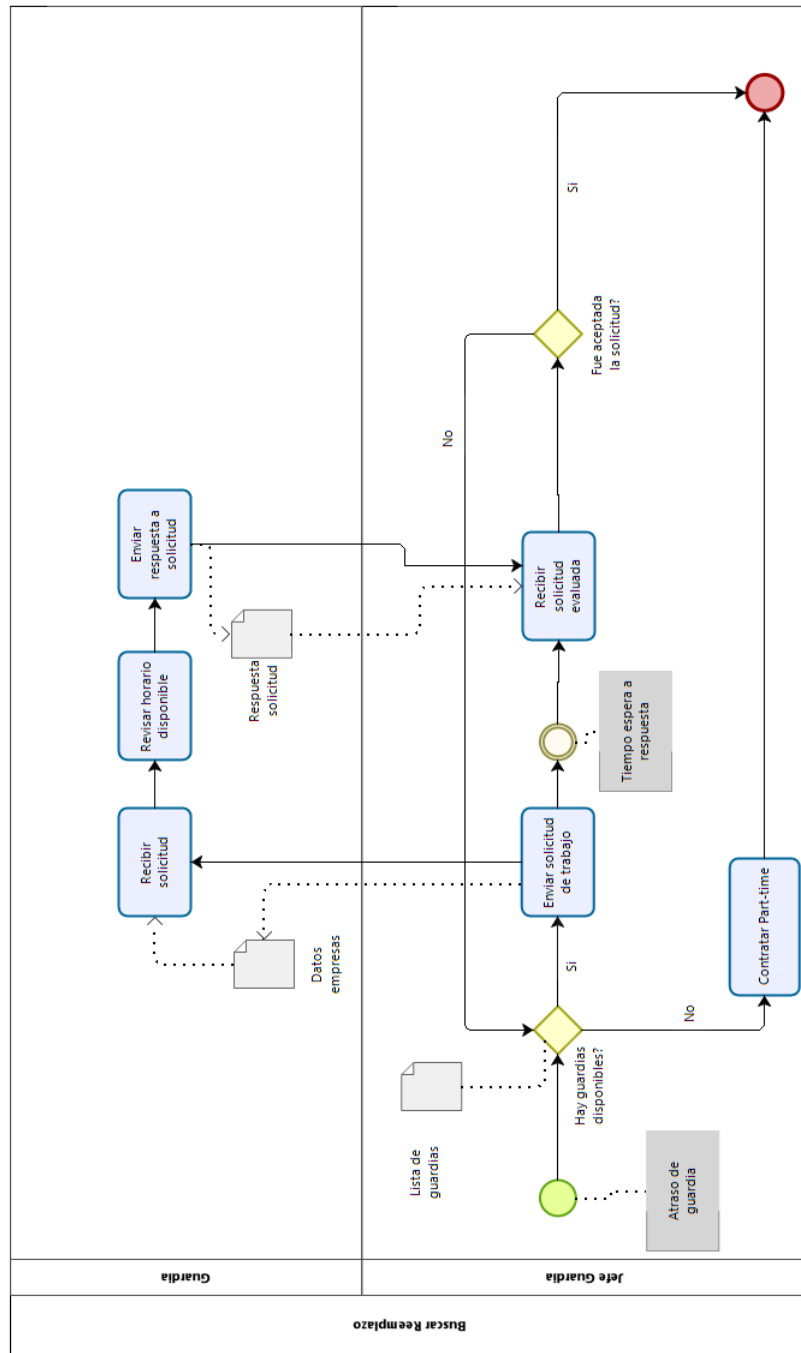 Buscar Reemplazo
Guardia
Jefe Guardia
Recibir
solicitud
Revisar horario
disponible
Enviar
respuesta a
solicitud
Datos
empresas
Respuesta
solicitud
Lista de
guardias
Atraso de
guardia
Hay guardias
disponibles?
Si
No
Enviar solicitud
de trabajo
Tiempo espera a
respuesta
Recibir
solicitud
evaluada
Fue aceptada
la solicitud?
No
Si
Contratar Part-time